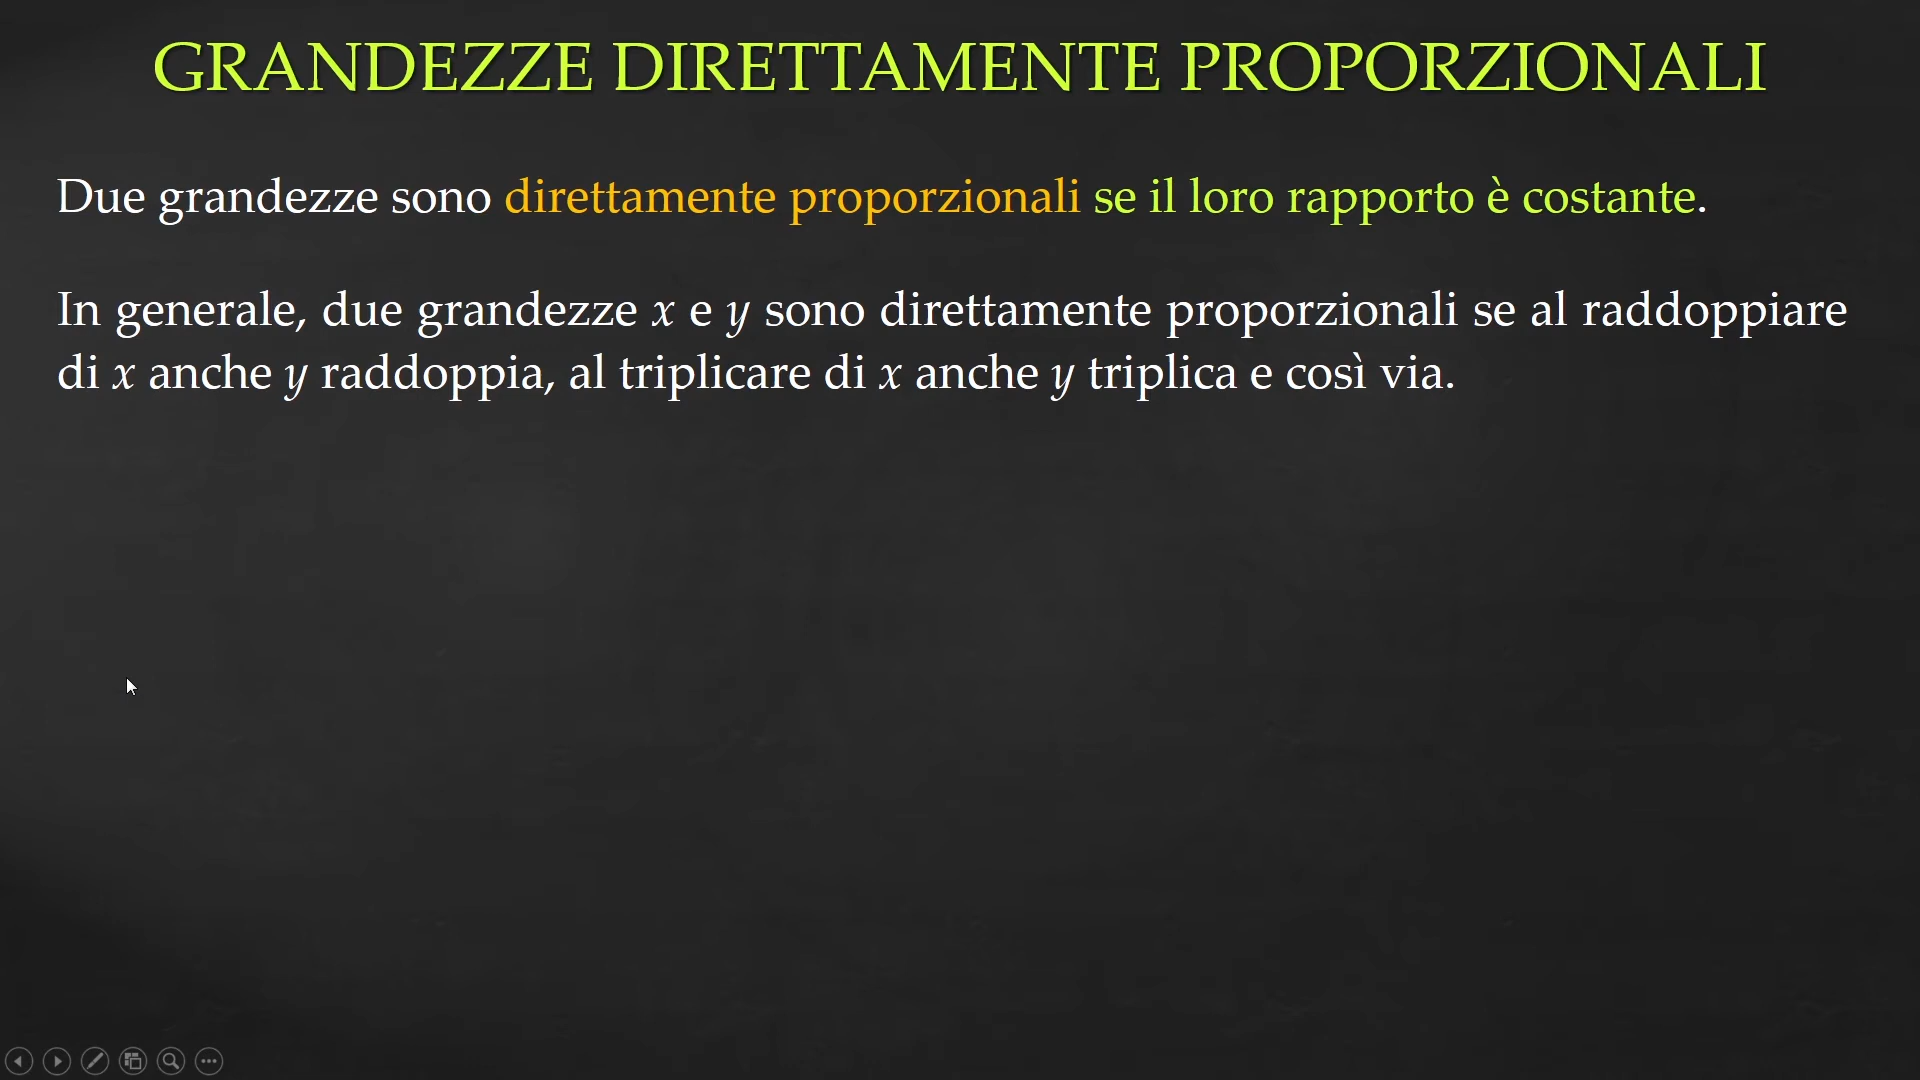 GRANDEZZE DIRETTAMENTE PROPORZIONALI
Due grandezze sono direttamente proporzionali se il loro rapporto è costante.
In generale, due grandezze x e y sono direttamente proporzionali se al raddoppiare
di x anche y raddoppia, al triplicare di x anche y triplica e così via.